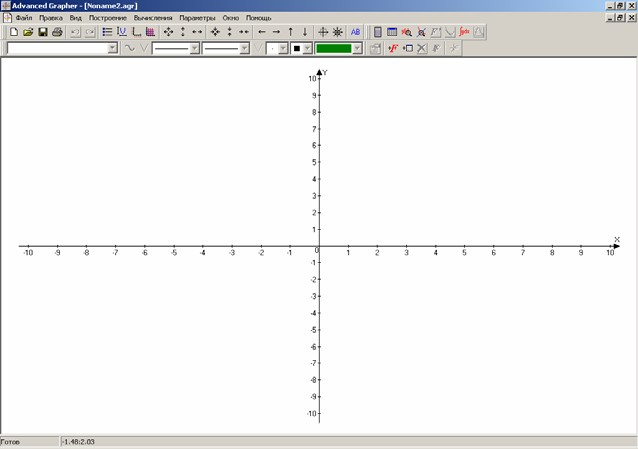 Advanced Grapher - [Noname2.agr]
Файл Правка Вид Построение Вычисления Параметры Окно Помощь
AB
Y
10
9
8
7
6
5
4
3
2
1
X
-10 -9 -8 -7 -6 -5 -4 -3 -2 -1 0 1 2 3 4 5 6 7 8 9 10
-1
-2
-3
-4
-5
-6
-7
-8
-9
-10
Готов -1.48:2.03